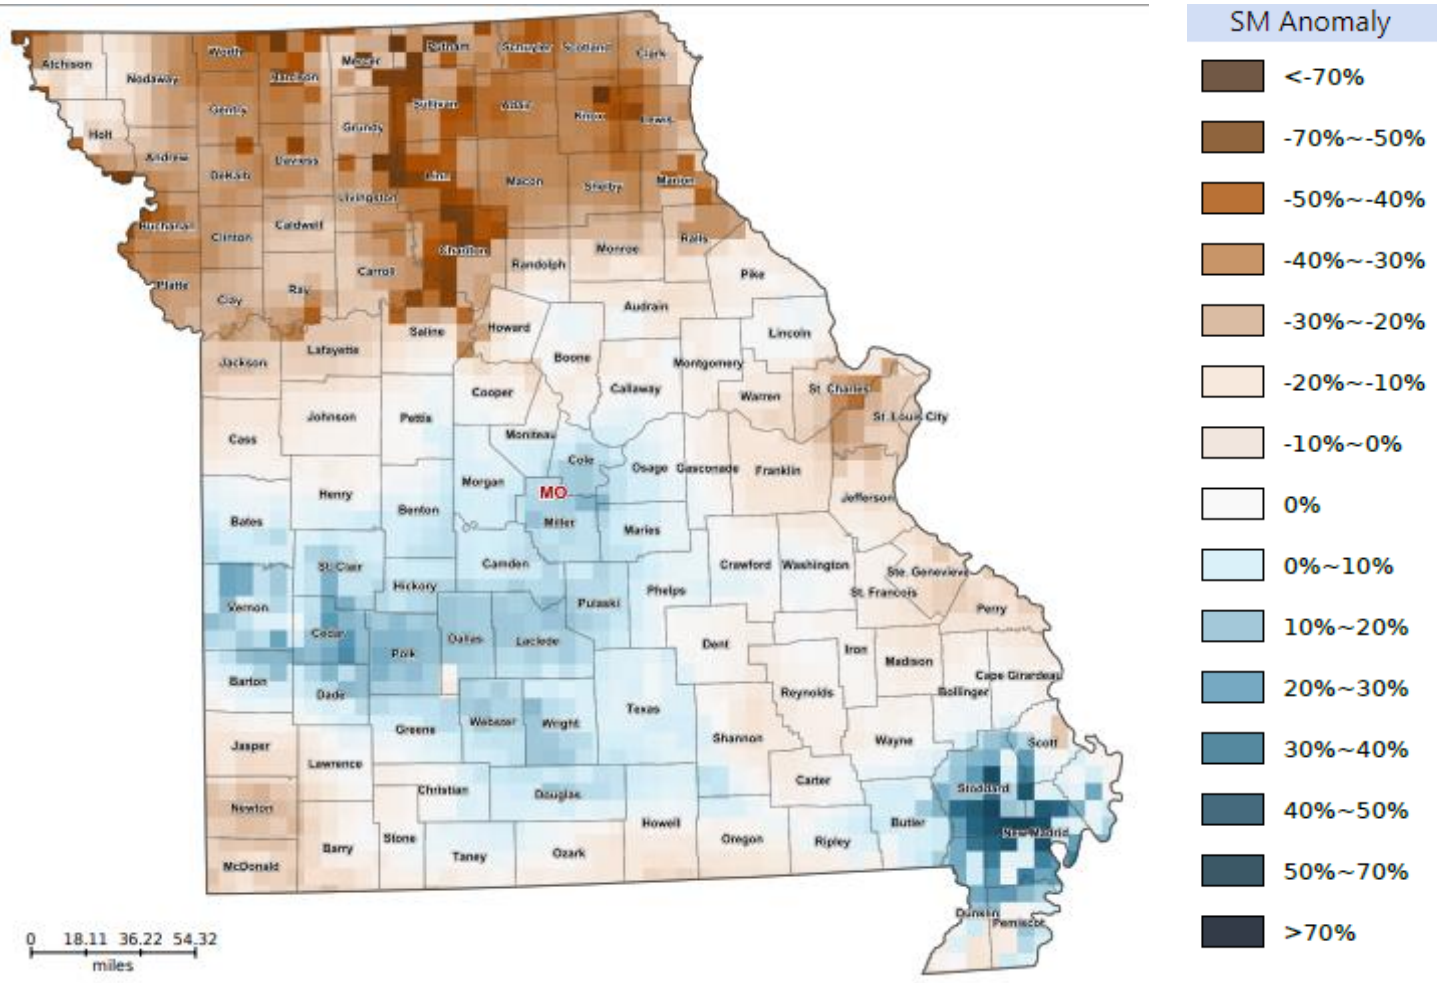 SM Anomaly
<-70%
-70%~-50%
-50%~-40%
-40%~-30%
-30%~-20%
-20%~-10%
-10%~0%
0%
0%~10%
10%~20%
20%~30%
30%~40%
40%~50%
50%~70%
>70%
Atchison
Nodaway
Worth
Harrison
Mercer
Putnam
Schuyler
Scotland
Clark
Holt
Gentry
Grundy
Sullivan
Adair
Knox
Lewis
Andrew
DeKalb
Daviess
Livingston
Linn
Macon
Shelby
Marion
Buchanan
Clinton
Caldwell
Chariton
Randolph
Monroe
Ralls
Platte
Clay
Ray
Carroll
Pike
Audrain
Saline
Howard
Lincoln
Jackson
Lafayette
Boone
Montgomery
Cooper
Callaway
Warren
St. Charles
St. Louis City
Johnson
Pettis
Cass
Moniteau
Cole
Osage
Gasconade
Franklin
Morgan
MO
Henry
Benton
Miller
Maries
Jefferson
Bates
St. Clair
Camden
Crawford
Washington
Ste. Genevieve
Hickory
Phelps
St. Francois
Vernon
Pulaski
Perry
Cedar
Polk
Dallas
Laclede
Dent
Iron
Madison
Barton
Dade
Reynolds
Bollinger
Cape Girardeau
Greene
Webster
Wright
Texas
Shannon
Wayne
Scott
Jasper
Lawrence
Christian
Douglas
Carter
Stoddard
Newton
Howell
Oregon
Ripley
Butler
New Madrid
McDonald
Barry
Stone
Taney
Ozark
Dunklin
Pemiscot
0 18.11 36.22 54.32
miles